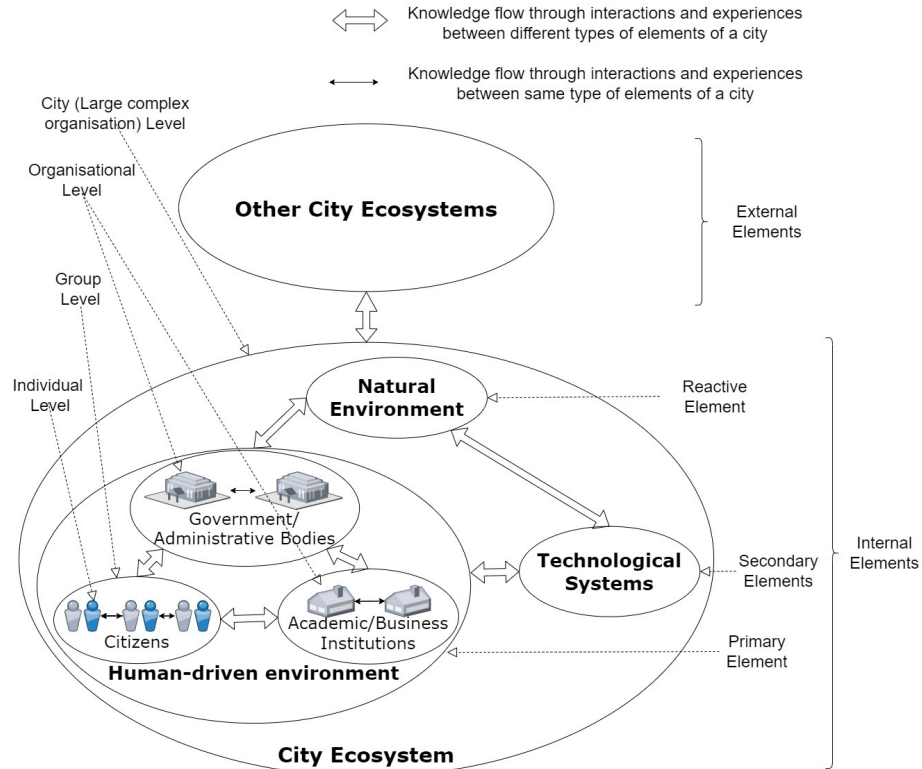 Knowledge flow through interactions and experiences
between different types of elements of a city
Knowledge flow through interactions and experiences
between same type of elements of a city
City (Large complex
organisation) Level
Organisational
Level
Other City Ecosystems
External
Elements
Group
Level
Individual
Level
Natural
Environment
Reactive
Element
Government/
Administrative Bodies
Technological
Systems
Secondary
Elements
Internal
Elements
Citizens
Academic/Business
Institutions
Primary
Element
Human-driven environment
City Ecosystem